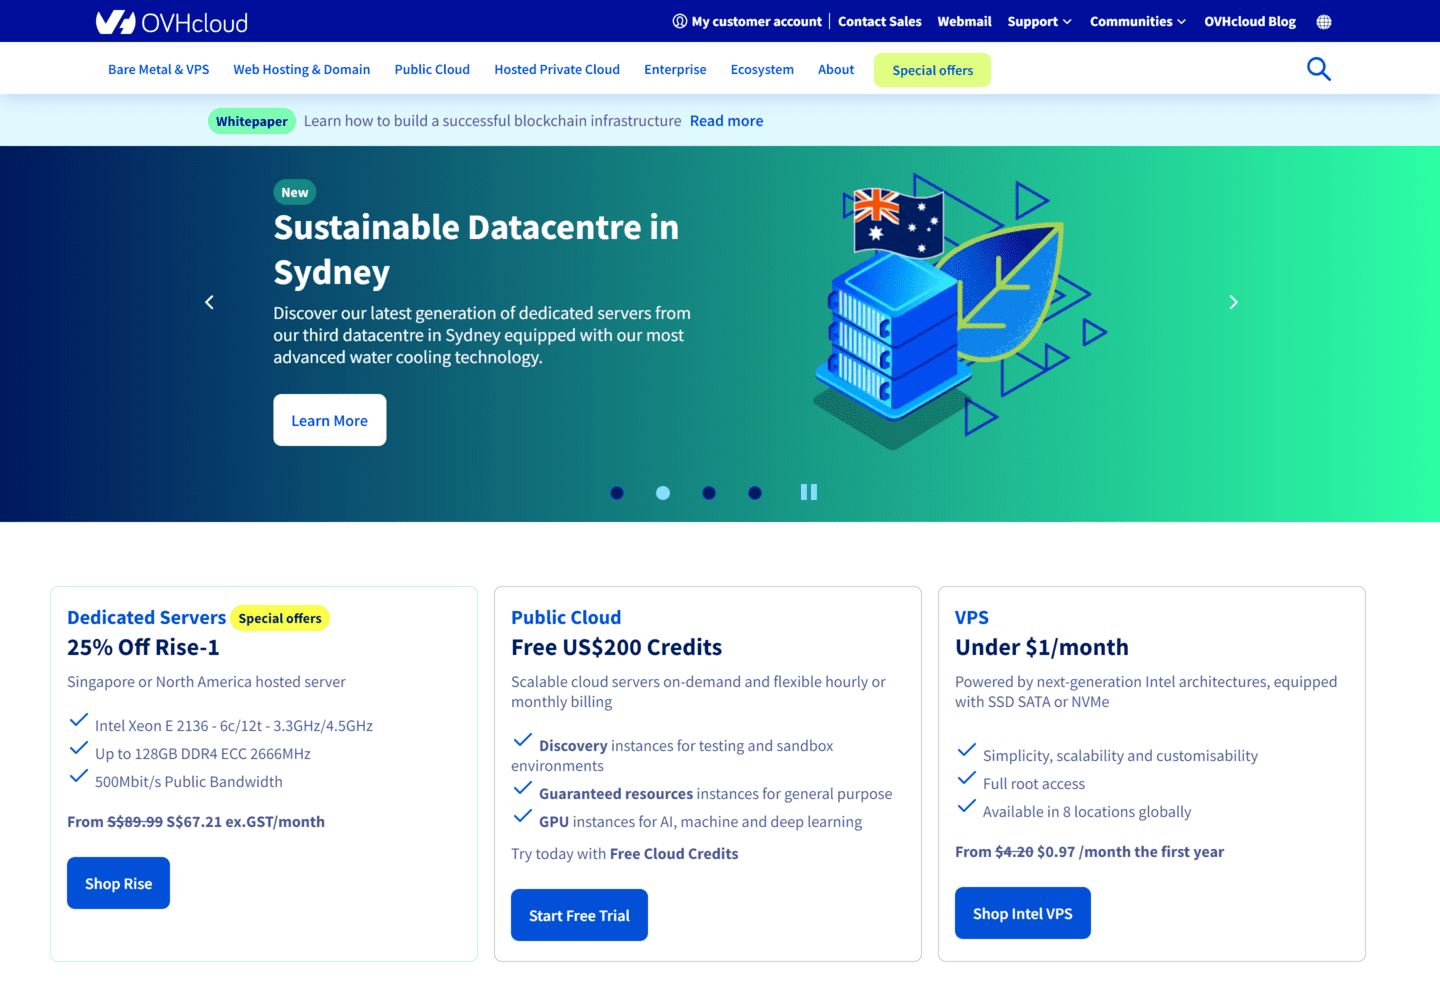 OVHcloud
My customer account
Contact Sales
Webmail
Support
Communities
OVHcloud Blog
Bare Metal & VPS
Web Hosting & Domain
Public Cloud
Hosted Private Cloud
Enterprise
Ecosystem
About
Special offers
Whitepaper Learn how to build a successful blockchain infrastructure Read more
New
Sustainable Datacentre in
Sydney
Discover our latest generation of dedicated servers from
our third datacentre in Sydney equipped with our most
advanced water cooling technology.
Learn More
Dedicated Servers Special offers
25% Off Rise-1
Singapore or North America hosted server
Intel Xeon E 2136 - 6c/12t - 3.3GHz/4.5GHz
Up to 128GB DDR4 ECC 2666MHz
500Mbit/s Public Bandwidth
From S$89.99 S$67.21 ex.GST/month
Shop Rise
Public Cloud
Free US$200 Credits
Scalable cloud servers on-demand and flexible hourly or
monthly billing
Discovery instances for testing and sandbox
environments
Guaranteed resources instances for general purpose
GPU instances for AI, machine and deep learning
Try today with Free Cloud Credits
Start Free Trial
VPS
Under $1/month
Powered by next-generation Intel architectures, equipped
with SSD SATA or NVMe
Simplicity, scalability and customisability
Full root access
Available in 8 locations globally
From $4.20 $0.97 /month the first year
Shop Intel VPS